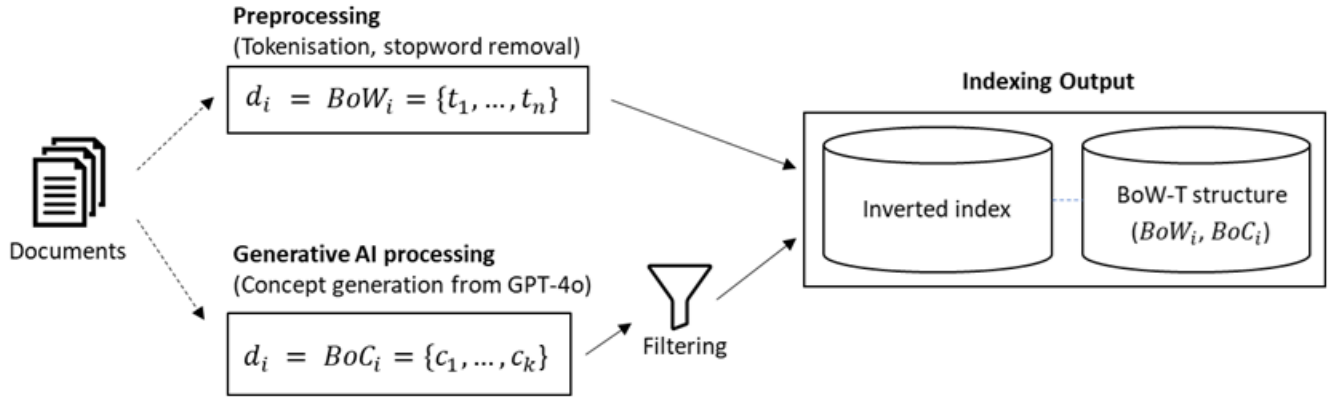 Preprocessing
(Tokenisation, stopword removal)
d_i = BoW_i = {t_1, …, t_n}
Documents
Generative AI processing
(Concept generation from GPT-4o)
d_i = BoC_i = {c_1, …, c_k}
Filtering
Indexing Output
Inverted index
BoW-T structure
(BoW_i, BoC_i)